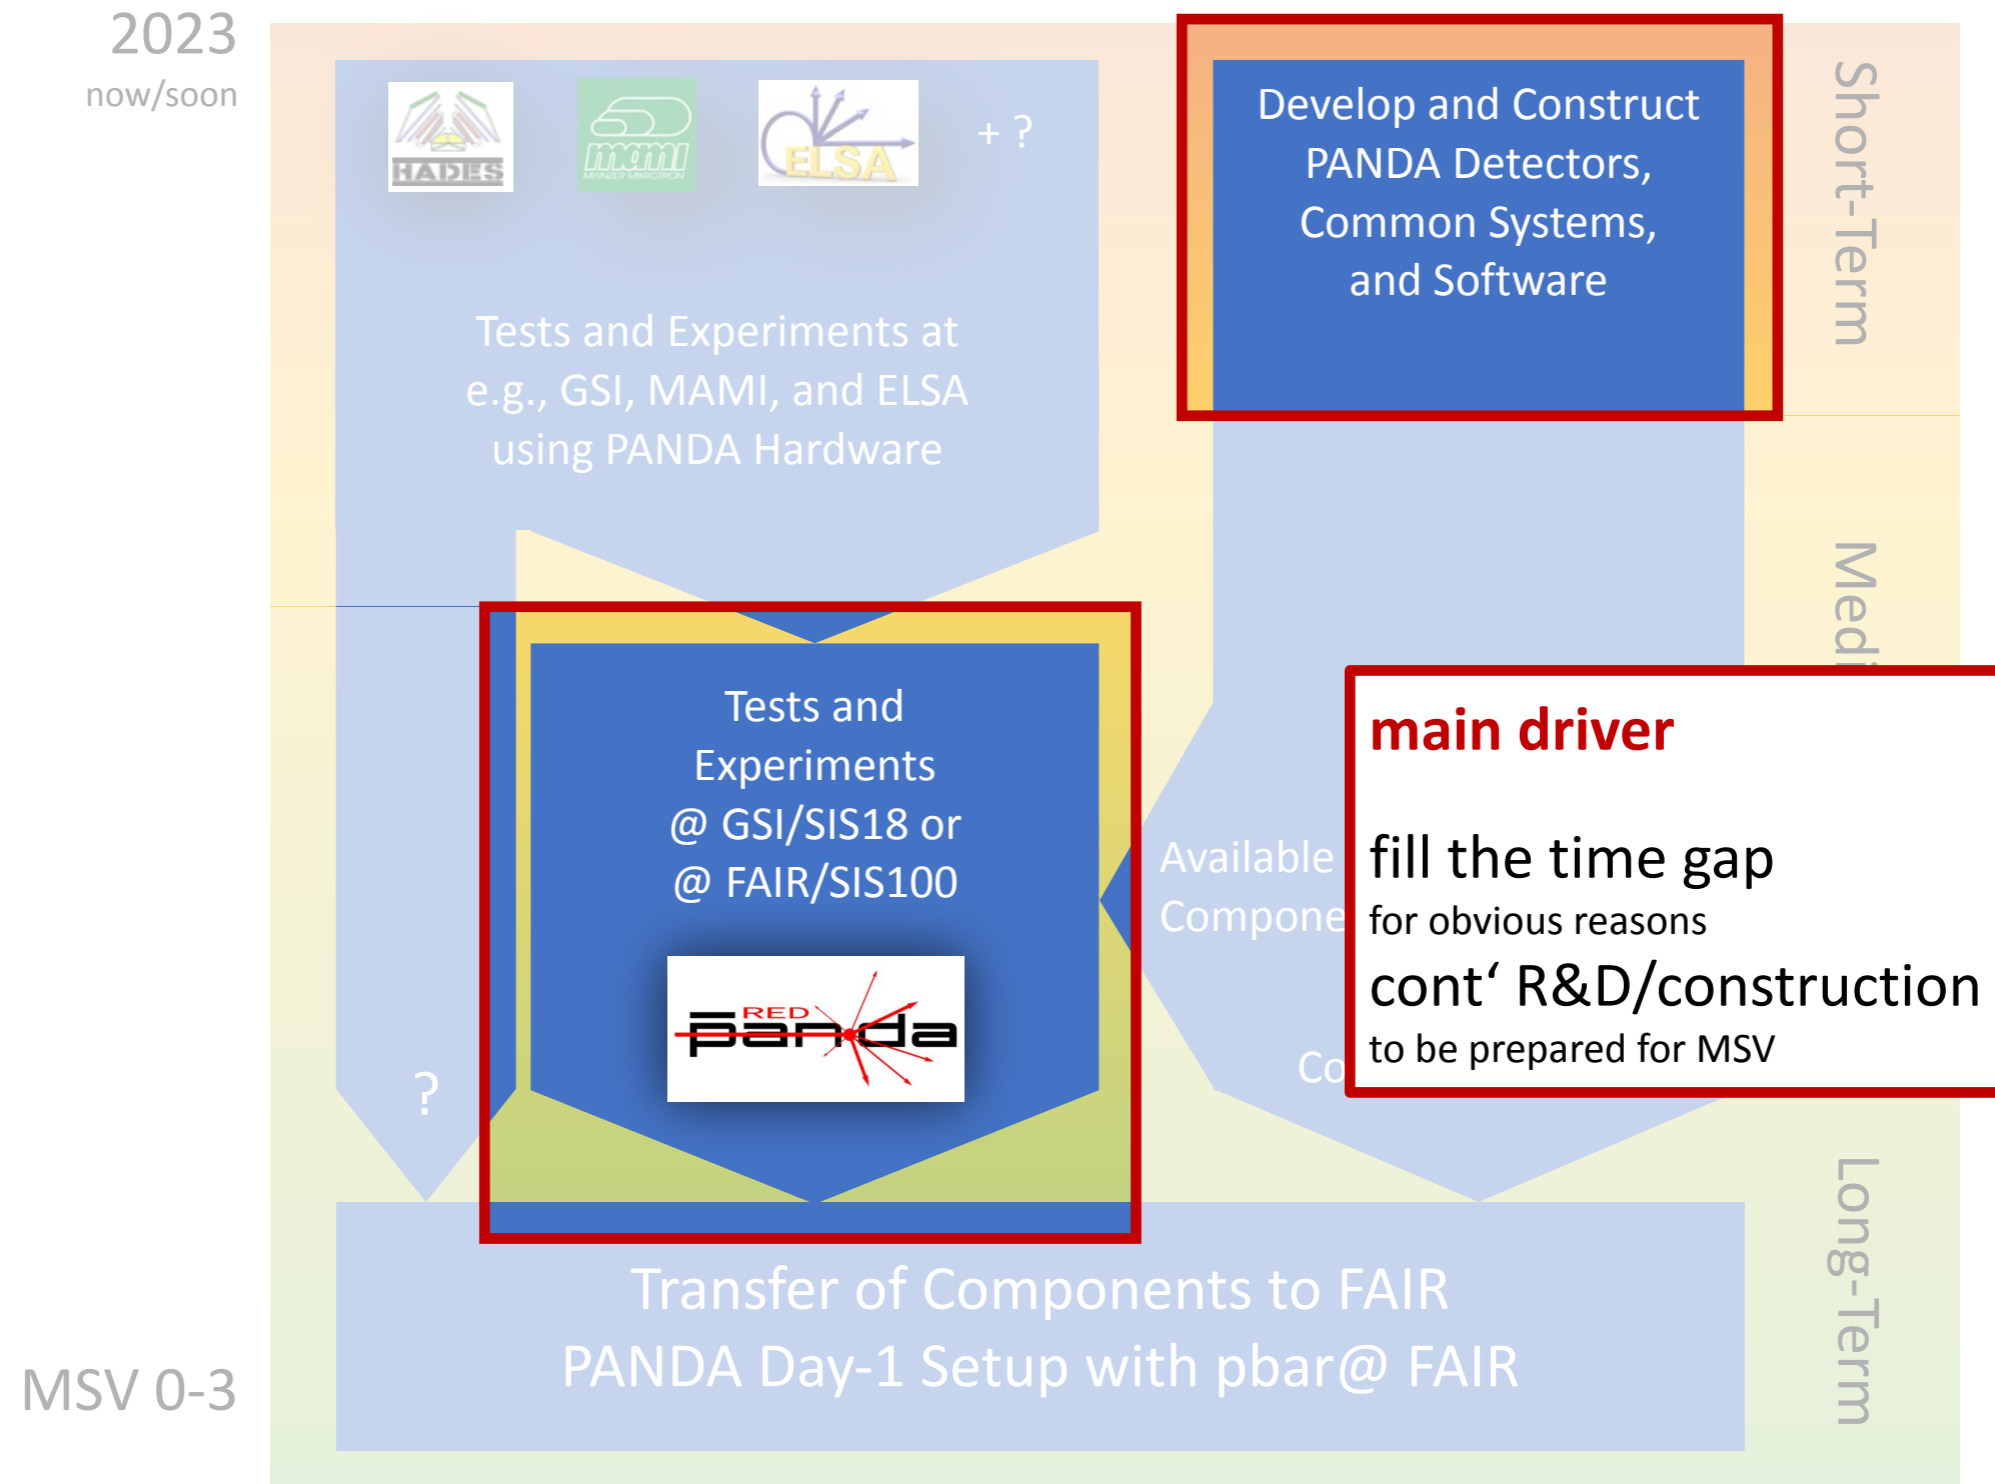 2023
now/soon
HADES
mami
MAINZER MIKROTRON
ELSA
+ ?
Tests and Experiments at
e.g., GSI, MAMI, and ELSA
using PANDA Hardware
Develop and Construct
PANDA Detectors,
Common Systems,
and Software
Short-Term
Tests and
Experiments
@ GSI/SIS18 or
@ FAIR/SIS100
RED
panda
Available
main driver
fill the time gap
for obvious reasons
cont‘ R&D/construction
to be prepared for MSV
?
Long-Term
Transfer of Components to FAIR
PANDA Day-1 Setup with pbar@ FAIR
MSV 0-3